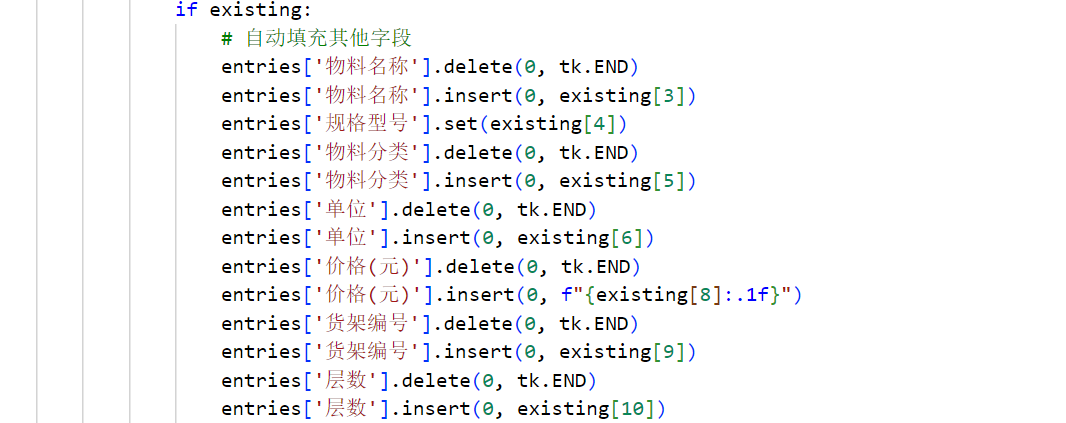 if existing:
# 自动填充其他字段
entries['物料名称'].delete(0, tk.END)
entries['物料名称'].insert(0, existing[3])
entries['规格型号'].set(existing[4])
entries['物料分类'].delete(0, tk.END)
entries['物料分类'].insert(0, existing[5])
entries['单位'].delete(0, tk.END)
entries['单位'].insert(0, existing[6])
entries['价格(元)'].delete(0, tk.END)
entries['价格(元)'].insert(0, f"{existing[8]:.1f}")
entries['货架编号'].delete(0, tk.END)
entries['货架编号'].insert(0, existing[9])
entries['层数'].delete(0, tk.END)
entries['层数'].insert(0, existing[10])